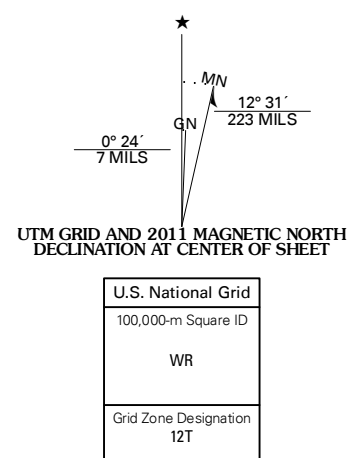 ★
MN
12° 31´
223 MILS
GN
0° 24´
7 MILS
UTM GRID AND 2011 MAGNETIC NORTH
DECLINATION AT CENTER OF SHEET
U.S. National Grid
100,000-m Square ID
WR
Grid Zone Designation
12T